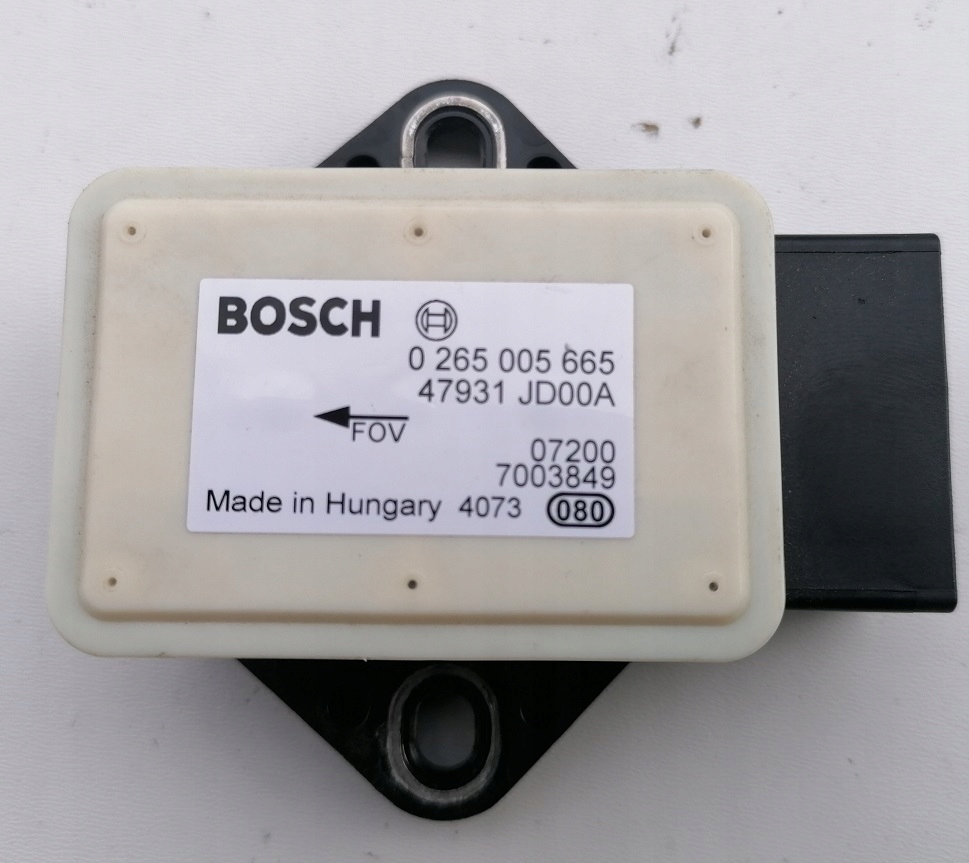 BOSCH
0 265 005 665
47931 JD00A
FOV
07200
7003849
Made in Hungary 4073 080